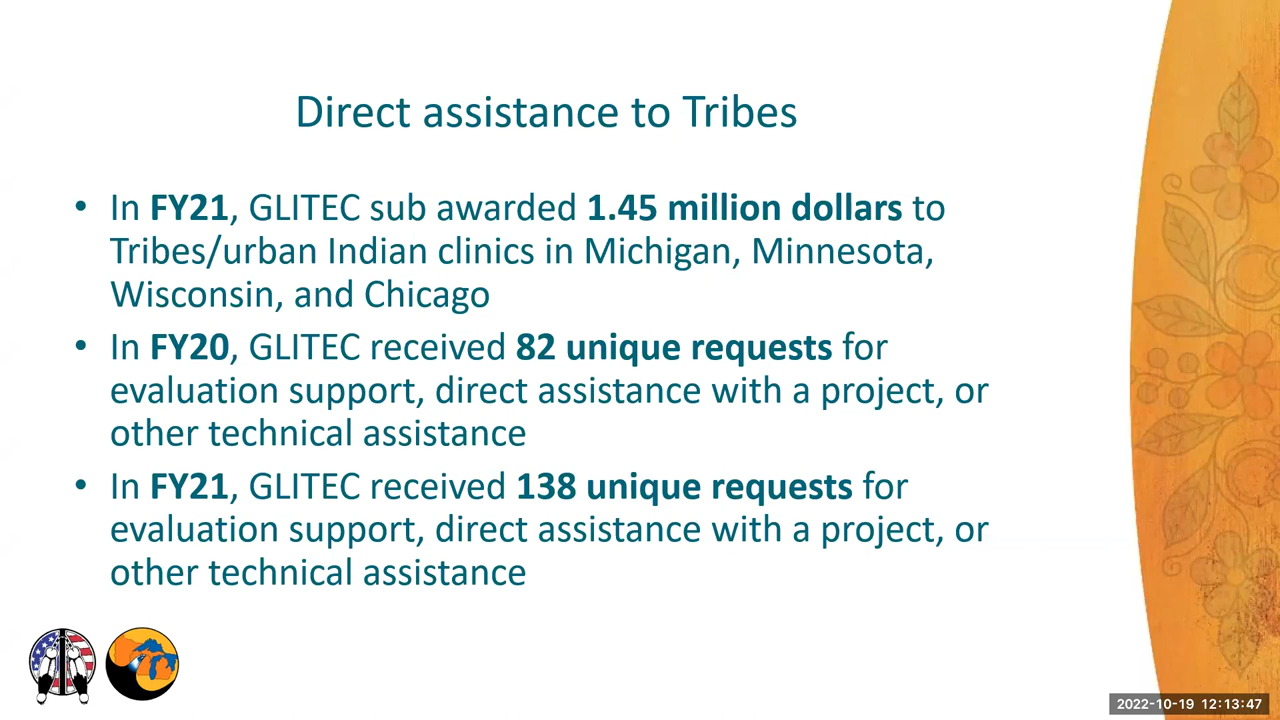 Direct assistance to Tribes
• In FY21, GLITEC sub awarded 1.45 million dollars to
Tribes/urban Indian clinics in Michigan, Minnesota,
Wisconsin, and Chicago
• In FY20, GLITEC received 82 unique requests for
evaluation support, direct assistance with a project, or
other technical assistance
• In FY21, GLITEC received 138 unique requests for
evaluation support, direct assistance with a project, or
other technical assistance
2022-10-19 12:13:47